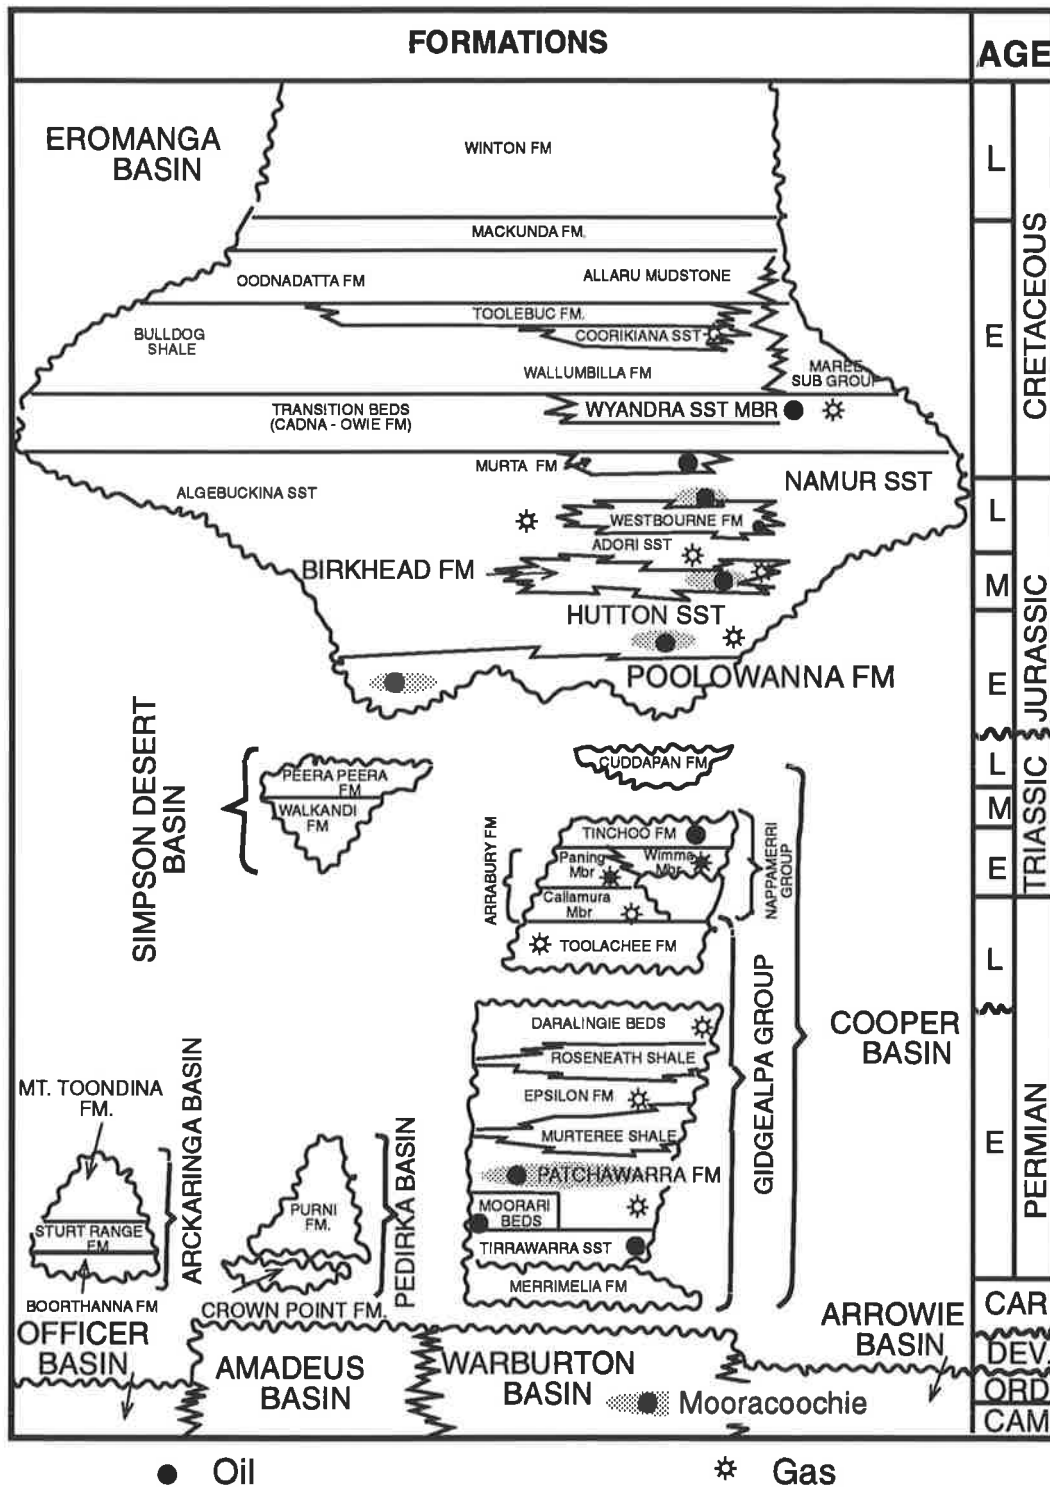 FORMATIONS
AGE
EROMANGA
BASIN
WINTON FM
MACKUNDA FM.
OODNADATTA FM
ALLARU MUDSTONE
TOOLEBUC FM.
COORIKIANA SST
BULLDOG
SHALE
WALLUMBILLA FM
MAREE
SUB GROUP
TRANSITION BEDS
(CADNA - OWIE FM)
WYANDRA SST MBR
MURTA FM
NAMUR SST
ALGEBUCKINA SST
WESTBOURNE FM
ADORI SST
BIRKHEAD FM
HUTTON SST
POOLOWANNA FM
L
E
CRETACEOUS
L
M
E
JURASSIC
SIMPSON DESERT
BASIN
PEERA PEERA
FM
WALKANDI
FM
CUDDAPAN FM
TINCHOO FM
Paning
Mbr
Wimma
Mbr
Callamura
Mbr
ARRABURY FM
NAPPAMERRI
GROUP
L
M
E
TRIASSIC
TOOLACHEE FM
DARALINGIE BEDS
ROSENEATH SHALE
EPSILON FM
MURTEREE SHALE
PATCHAWARRA FM
MOORARI
BEDS
TIRRAWARRA SST
MERRIMELIA FM
GIDGEALPA GROUP
COOPER
BASIN
L
E
PERMIAN
MT. TOONDINA
FM.
STURT RANGE
FM
BOORTHANNA FM
ARCKARINGA BASIN
PURNI
FM.
CROWN POINT FM.
PEDIRKA BASIN
OFFICER
BASIN
AMADEUS
BASIN
WARBURTON
BASIN
Mooracoochie
ARROWIE
BASIN
CAR
DEV.
ORD
CAM
Oil
Gas